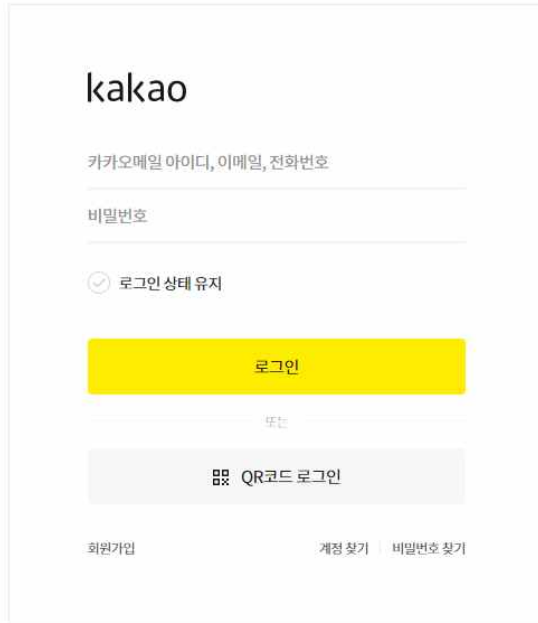 kakao
카카오메일 아이디, 이메일, 전화번호
비밀번호
로그인 상태 유지
로그인
또는
QR코드 로그인
회원가입 계정 찾기 비밀번호 찾기